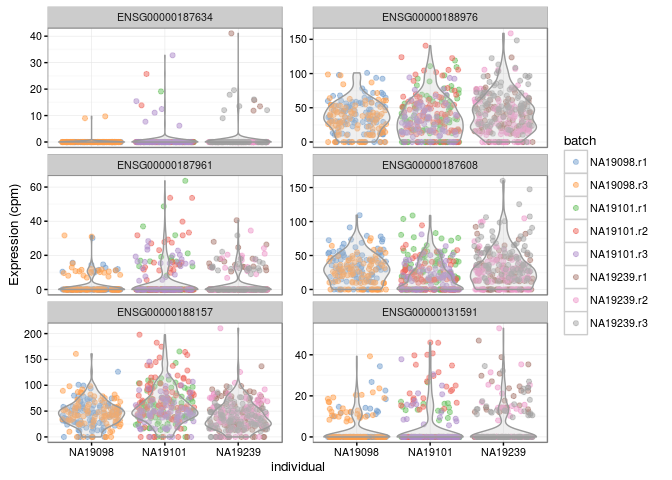 ENSG00000187634
ENSG00000188976
40
30
20
10
0
150
100
50
0
ENSG00000187961
ENSG00000187608
60
40
20
0
150
100
50
0
ENSG00000188157
ENSG00000131591
200
150
100
50
0
40
20
0
NA19098
NA19101
NA19239
NA19098
NA19101
NA19239
individual
Expression (cpm)
batch
NA19098.r1
NA19098.r3
NA19101.r1
NA19101.r2
NA19101.r3
NA19239.r1
NA19239.r2
NA19239.r3